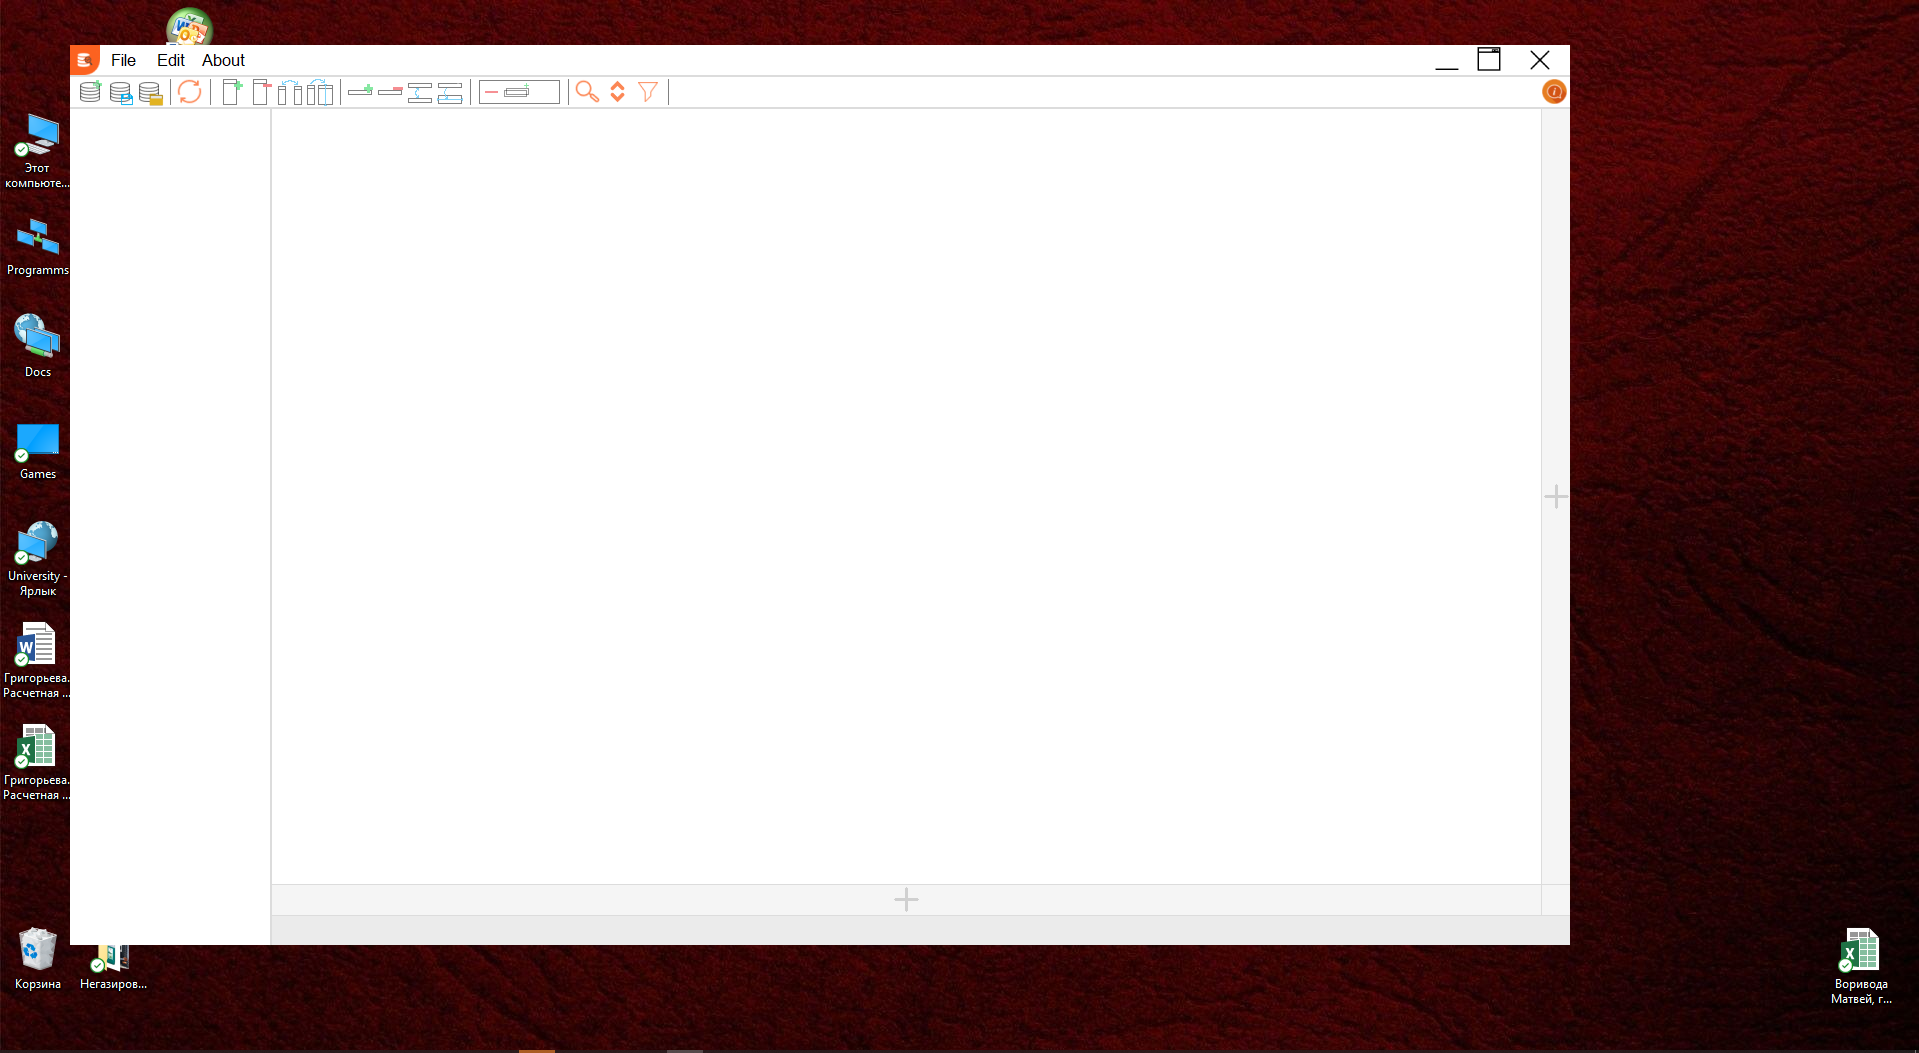 File Edit About
Этот
компьюте...
Programms
Docs
Games
University -
Ярлык
Григорьева.
Расчетная ...
Григорьева.
Расчетная ...
Корзина
Негазиров...
Воривода
Матвей, г...